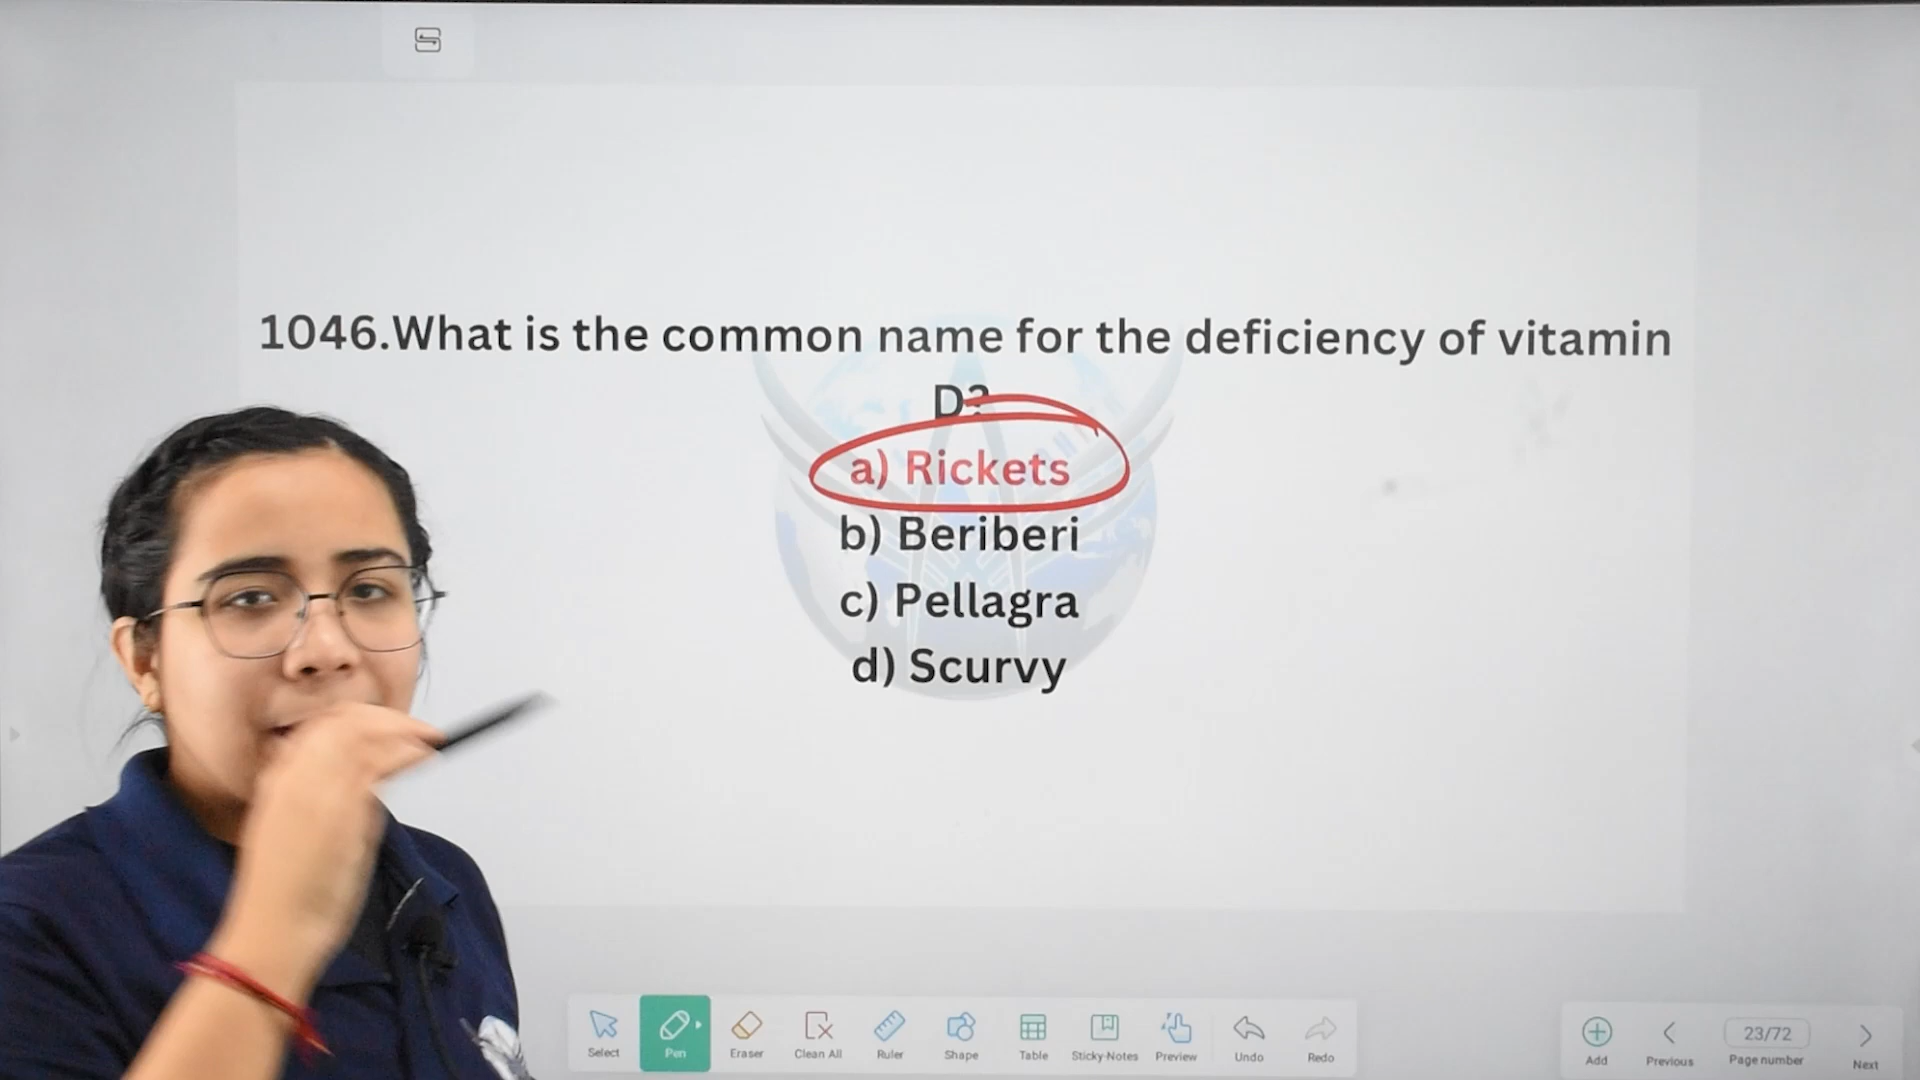 1046.What is the common name for the deficiency of vitamin
D?
a) Rickets
b) Beriberi
c) Pellagra
d) Scurvy
Select
Pen
Eraser
Clean All
Ruler
Shape
Table
Sticky-Notes
Preview
Undo
Redo
Add
Previous
23/72
Page number
Next